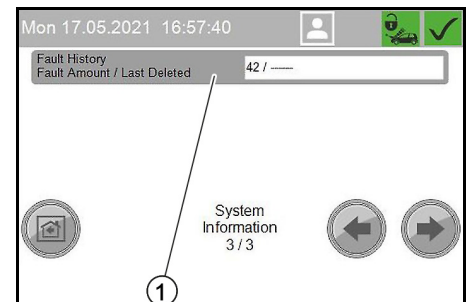 Mon 17.05.2021 16:57:40
Fault History
Fault Amount / Last Deleted
42 / -------
System
Information
3 / 3
1